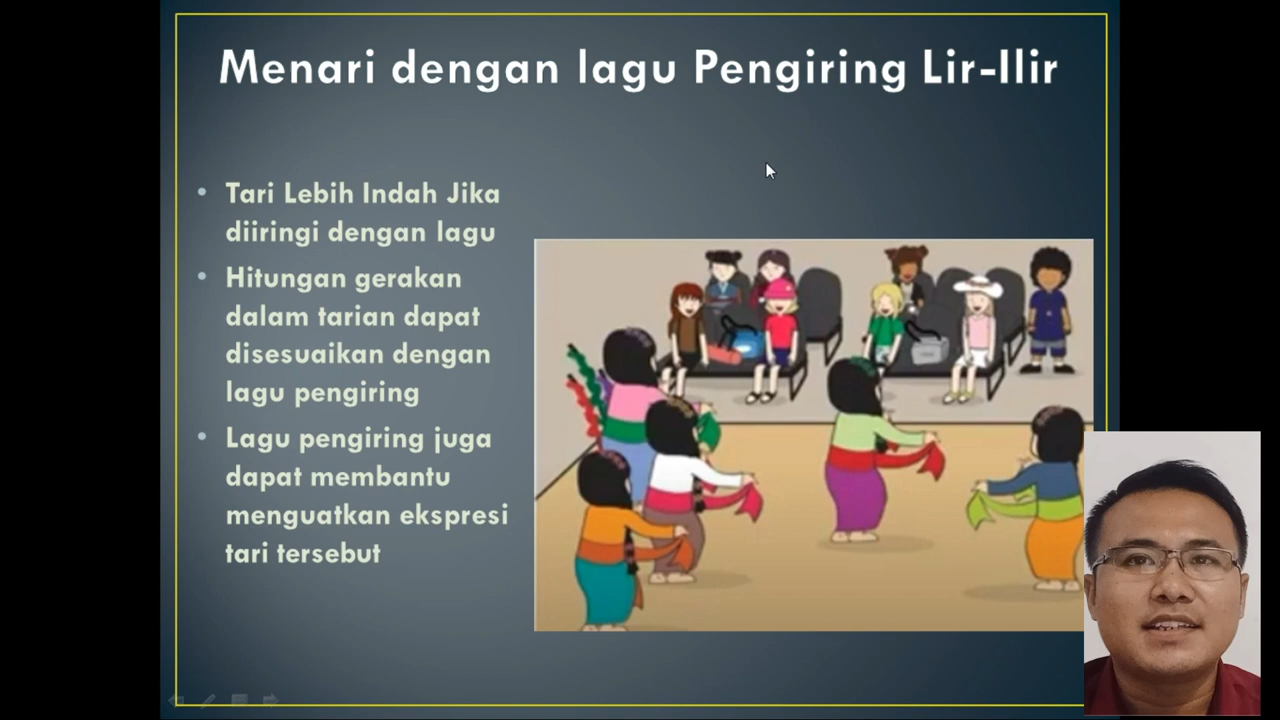 Menari dengan lagu Pengiring Lir-Ilir
• Tari Lebih Indah Jika
diiringi dengan lagu
• Hitungan gerakan
dalam tarian dapat
disesuaikan dengan
lagu pengiring
• Lagu pengiring juga
dapat membantu
menguatkan ekspresi
tari tersebut